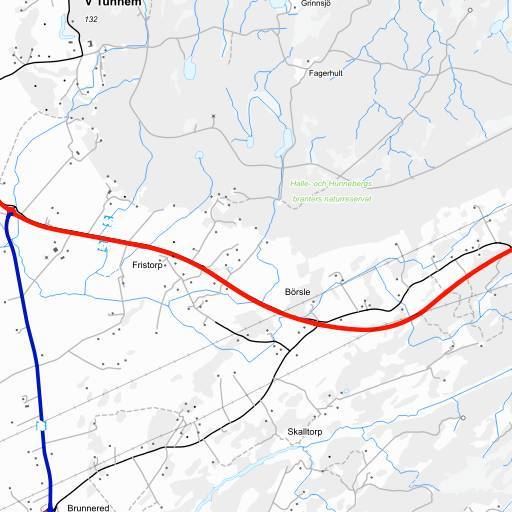 V Tunhem
132
Grinnsjö
Fagerhult
Halle- och Hunnebergs
branters naturreservat
Fristorp
Börsle
Skalltorp
Brunnered